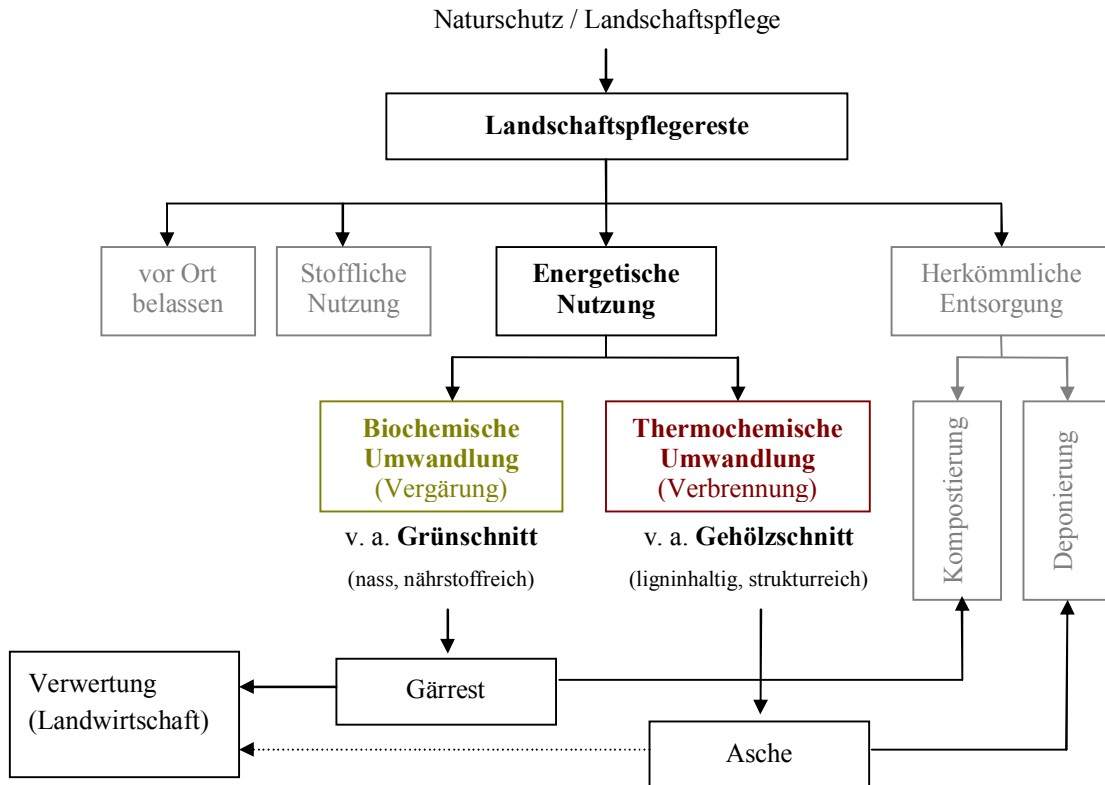 Naturschutz / Landschaftspflege
Landschaftspflegereste
vor Ort
belassen
Stoffliche
Nutzung
Energetische
Nutzung
Herkömmliche
Entsorgung
Biochemische
Umwandlung
(Vergärung)
Thermochemische
Umwandlung
(Verbrennung)
Kompostierung
Deponierung
v. a. Grünschnitt
(nass, nährstoffreich)
v. a. Gehölzschnitt
(ligninhaltig, strukturreich)
Verwertung
(Landwirtschaft)
Gärrest
Asche